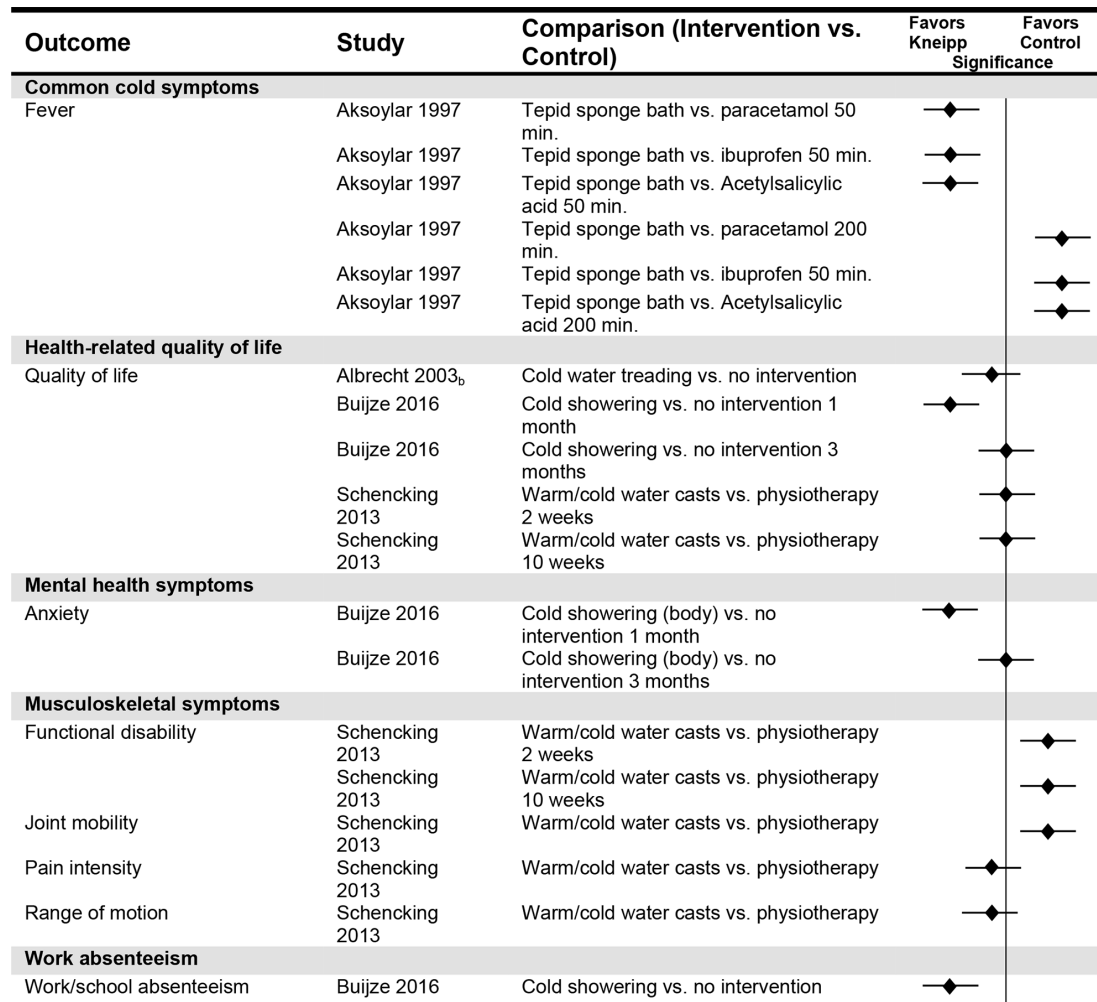 Outcome Study Comparison (Intervention vs. Control) Favors Kneipp Favors Control
Significance
Common cold symptoms
Fever Aksoylar 1997 Tepid sponge bath vs. paracetamol 50
min.
Aksoylar 1997 Tepid sponge bath vs. ibuprofen 50 min.
Aksoylar 1997 Tepid sponge bath vs. Acetylsalicylic
acid 50 min.
Aksoylar 1997 Tepid sponge bath vs. paracetamol 200
min.
Aksoylar 1997 Tepid sponge bath vs. ibuprofen 50 min.
Aksoylar 1997 Tepid sponge bath vs. Acetylsalicylic
acid 200 min.
Health-related quality of life
Quality of life Albrecht 2003b Cold water treading vs. no intervention
Buijze 2016 Cold showering vs. no intervention 1
month
Buijze 2016 Cold showering vs. no intervention 3
months
Schencking Warm/cold water casts vs. physiotherapy
2013 2 weeks
Schencking Warm/cold water casts vs. physiotherapy
2013 10 weeks
Mental health symptoms
Anxiety Buijze 2016 Cold showering (body) vs. no
intervention 1 month
Buijze 2016 Cold showering (body) vs. no
intervention 3 months
Musculoskeletal symptoms
Functional disability Schencking Warm/cold water casts vs. physiotherapy
2013 2 weeks
Schencking Warm/cold water casts vs. physiotherapy
2013 10 weeks
Joint mobility Schencking Warm/cold water casts vs. physiotherapy
2013
Pain intensity Schencking Warm/cold water casts vs. physiotherapy
2013
Range of motion Schencking Warm/cold water casts vs. physiotherapy
2013
Work absenteeism
Work/school absenteeism Buijze 2016 Cold showering vs. no intervention